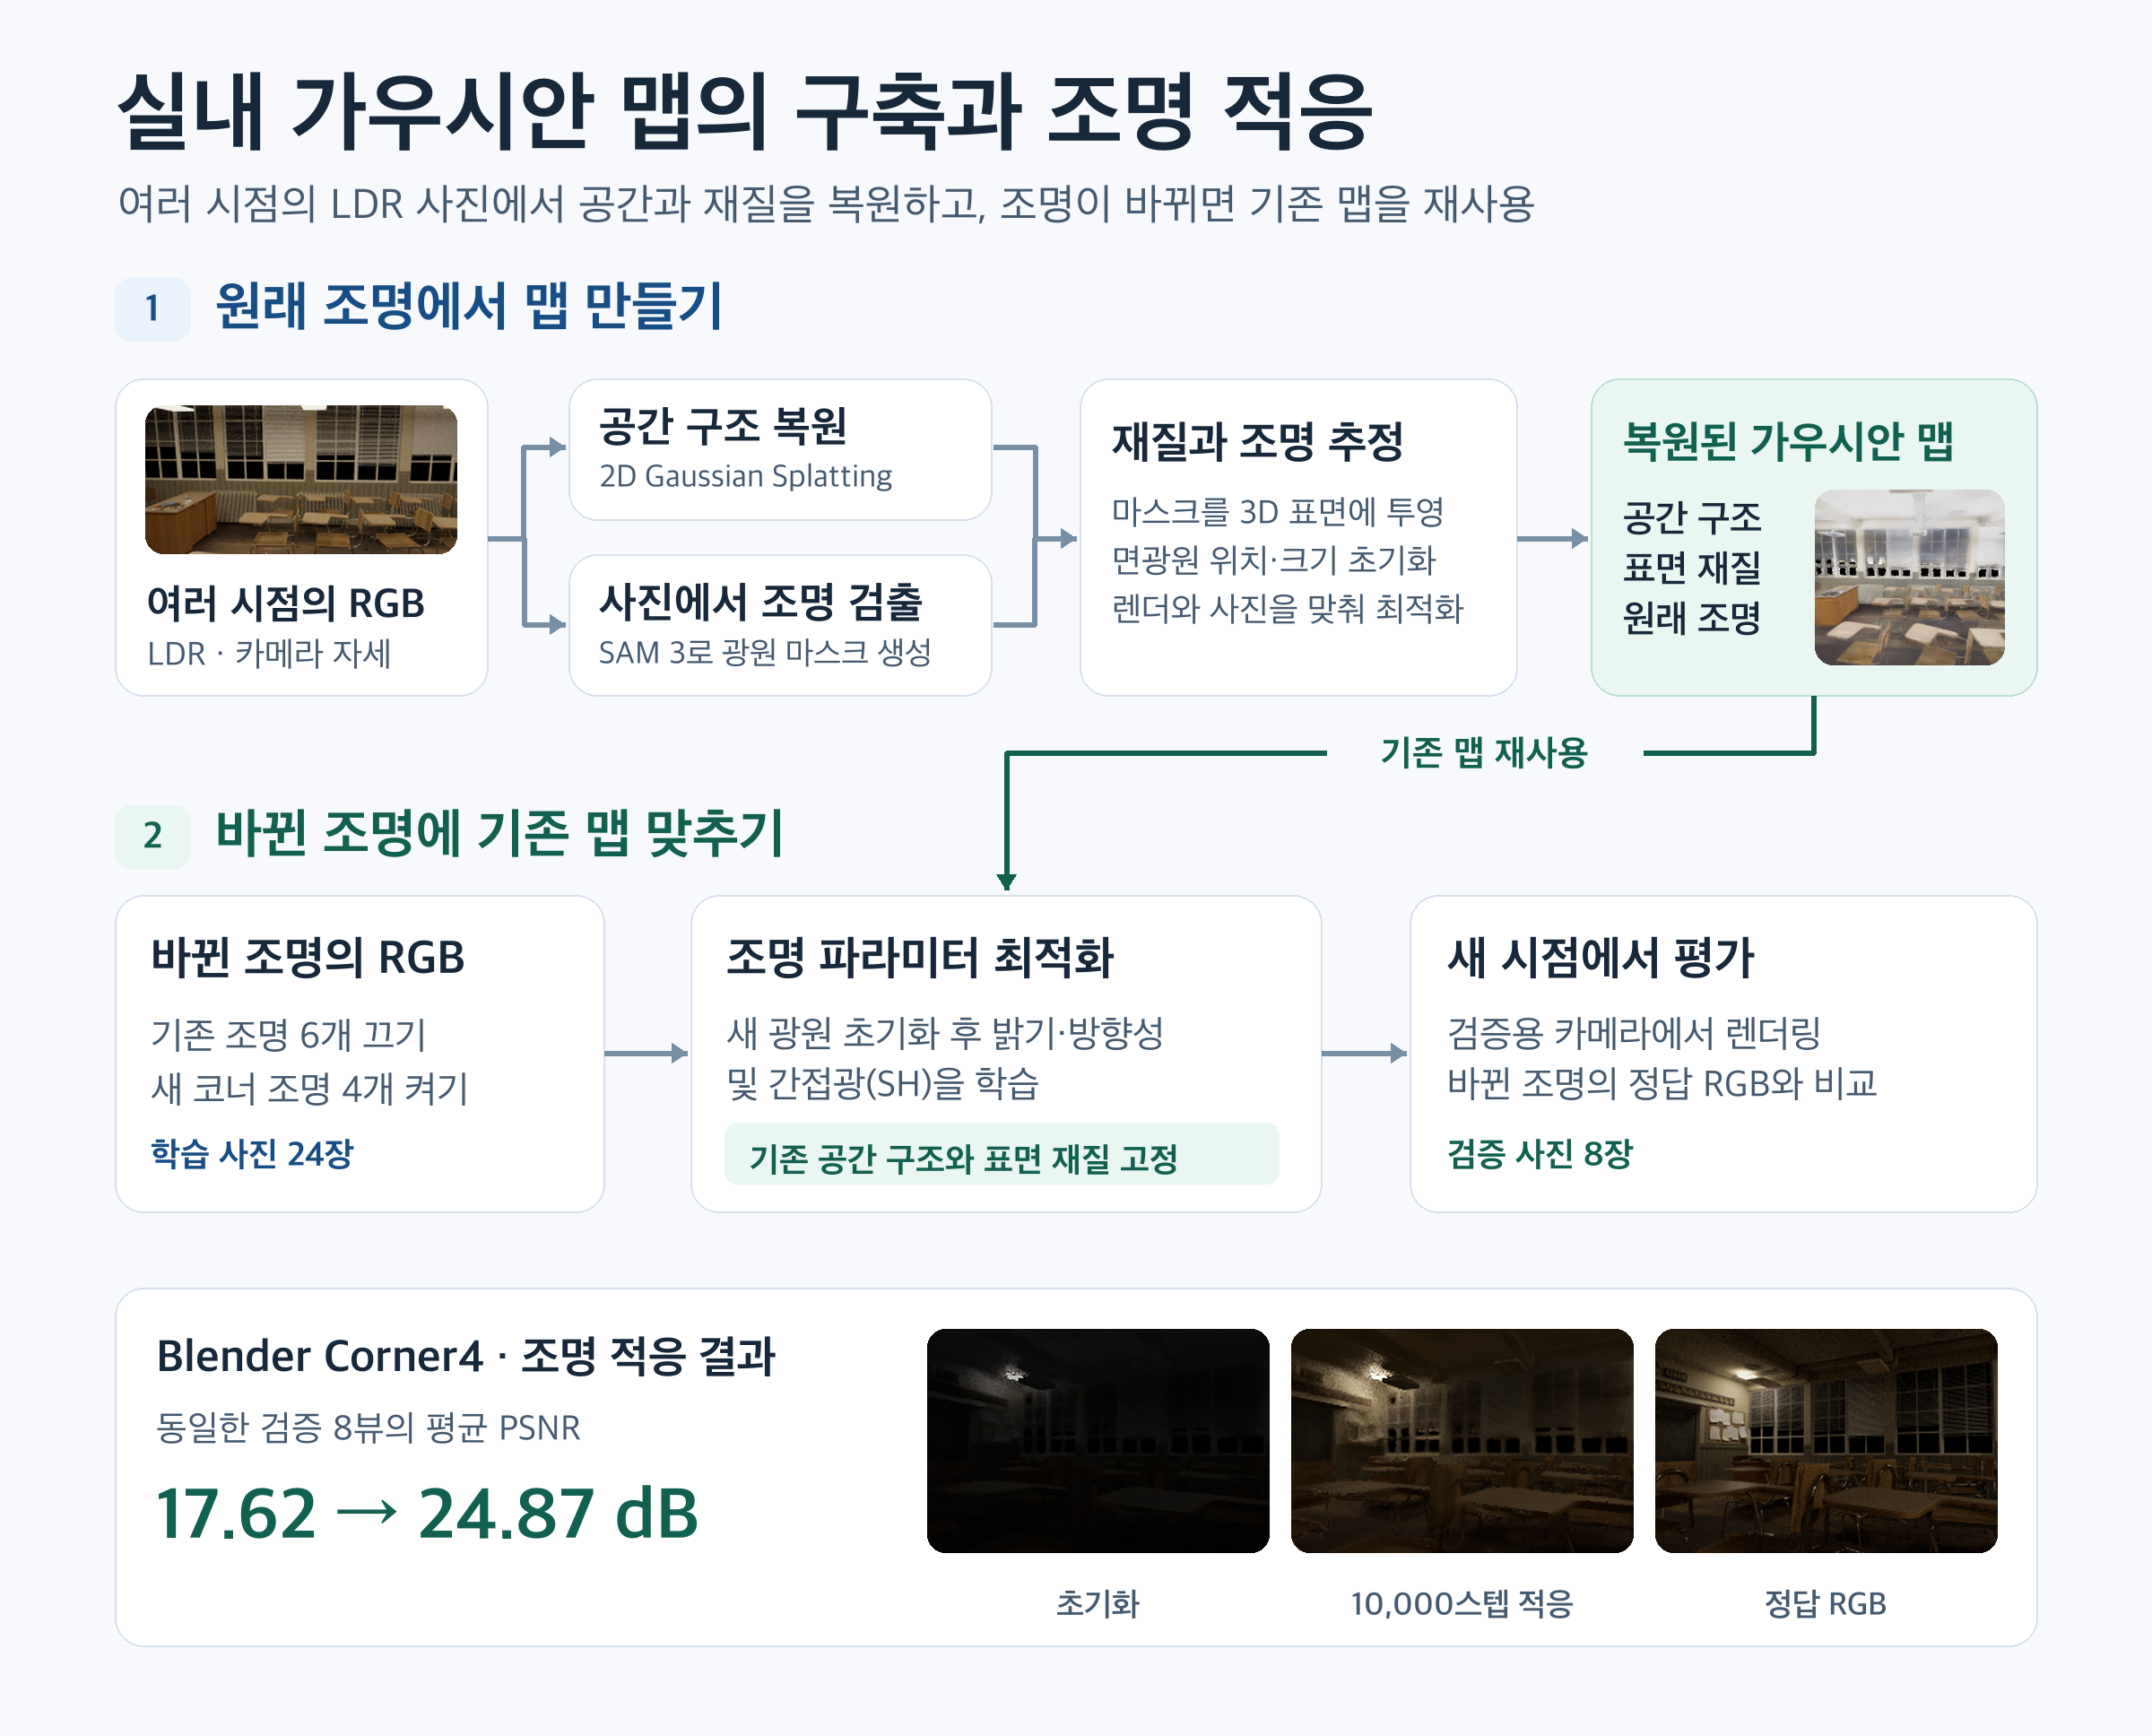 실내 가우시안 맵의 구축과 조명 적응
여러 시점의 LDR 사진에서 공간과 재질을 복원하고, 조명이 바뀌면 기존 맵을 재사용
1 원래 조명에서 맵 만들기
여러 시점의 RGB
LDR · 카메라 자세
공간 구조 복원
2D Gaussian Splatting
사진에서 조명 검출
SAM 3로 광원 마스크 생성
재질과 조명 추정
마스크를 3D 표면에 투영
면광원 위치·크기 초기화
렌더와 사진을 맞춰 최적화
복원된 가우시안 맵
공간 구조
표면 재질
원래 조명
기존 맵 재사용
2 바뀐 조명에 기존 맵 맞추기
바뀐 조명의 RGB
기존 조명 6개 끄기
새 코너 조명 4개 켜기
학습 사진 24장
조명 파라미터 최적화
새 광원 초기화 후 밝기·방향성
및 간접광(SH)을 학습
기존 공간 구조와 표면 재질 고정
새 시점에서 평가
검증용 카메라에서 렌더링
바뀐 조명의 정답 RGB와 비교
검증 사진 8장
Blender Corner4 · 조명 적응 결과
동일한 검증 8뷰의 평균 PSNR
17.62 → 24.87 dB
초기화
10,000스텝 적응
정답 RGB